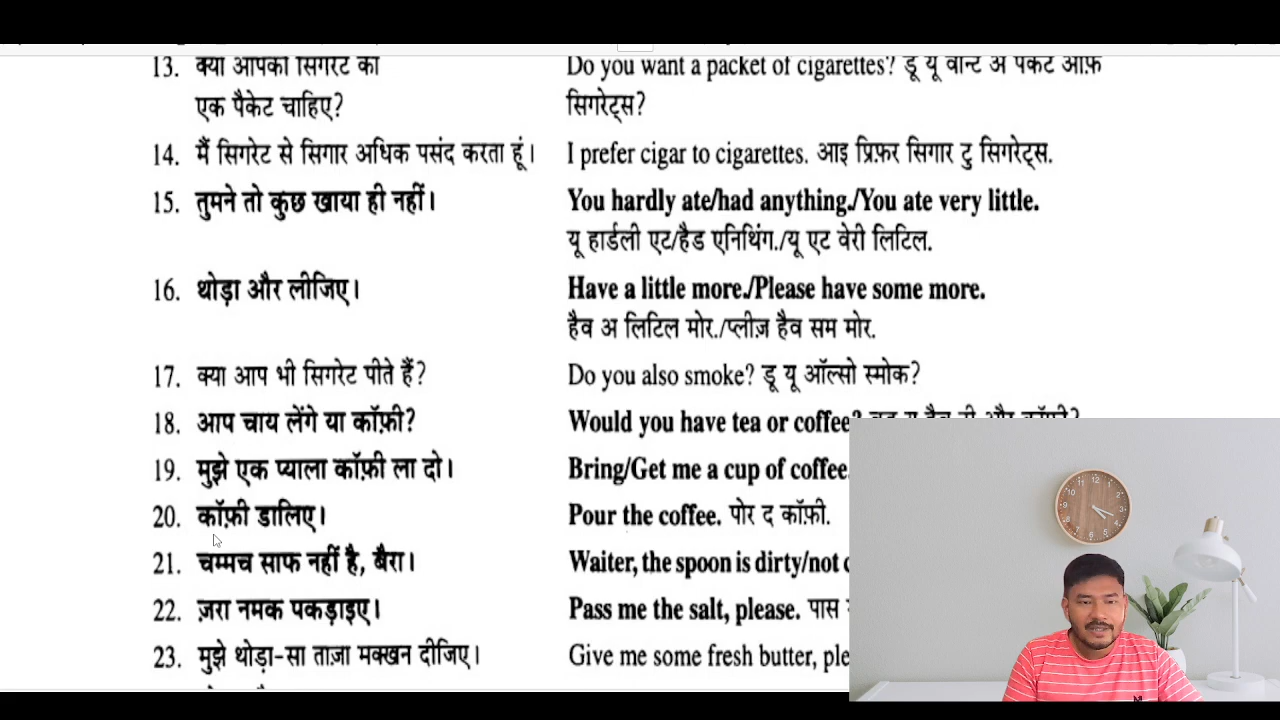 13. क्या आपको सिगरेट का Do you want a packet of cigarettes? डू यू वॉन्ट अ पैकेट ऑफ़
एक पैकेट चाहिए? सिगरेट्स?
14. मैं सिगरेट से सिगार अधिक पसंद करता हूं। I prefer cigar to cigarettes. आइ प्रिफ़र सिगार टु सिगरेट्स.
15. तुमने तो कुछ खाया ही नहीं। You hardly ate/had anything./You ate very little.
यू हार्डली एट/हैड एनिथिंग./यू एट वेरी लिटिल.
16. थोड़ा और लीजिए। Have a little more./Please have some more.
हैव अ लिटिल मोर./प्लीज़ हैव सम मोर.
17. क्या आप भी सिगरेट पीते हैं? Do you also smoke? डू यू ऑल्सो स्मोक?
18. आप चाय लेंगे या कॉफ़ी? Would you have tea or coffee?
19. मुझे एक प्याला कॉफ़ी ला दो। Bring/Get me a cup of coffee.
20. कॉफ़ी डालिए। Pour the coffee. पोर द कॉफ़ी.
21. चम्मच साफ नहीं है, बैरा। Waiter, the spoon is dirty/not
22. ज़रा नमक पकड़ाइए। Pass me the salt, please. पास
23. मुझे थोड़ा-सा ताज़ा मक्खन दीजिए। Give me some fresh butter,